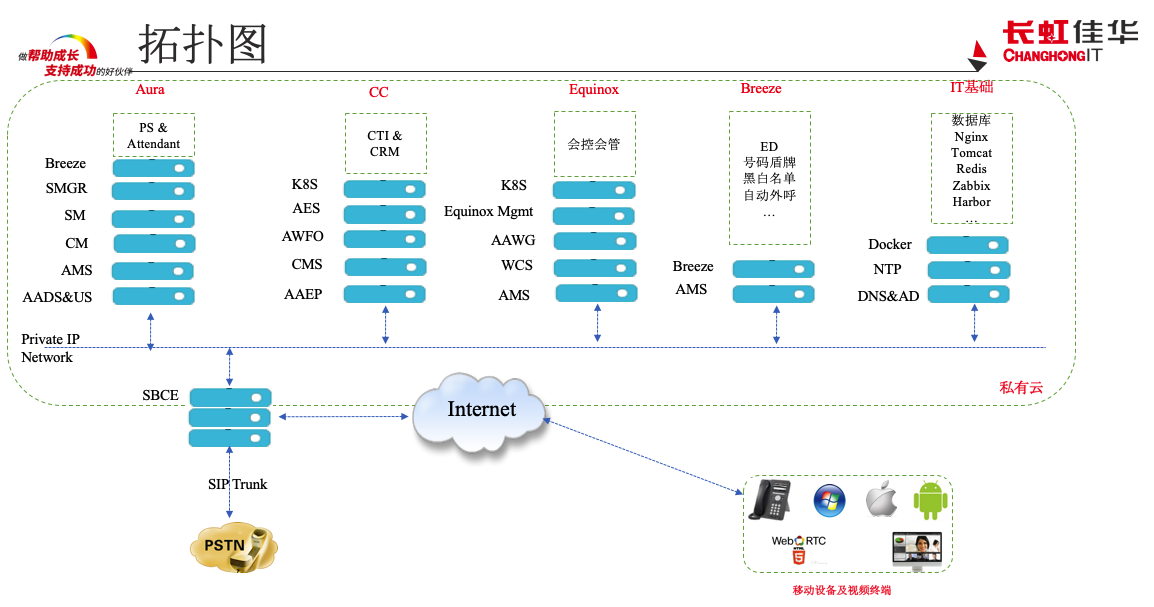 做帮助成长
支持成功的好伙伴
拓扑图
长虹佳华
CHANGHONGIT
Aura
CC
Equinox
Breeze
IT基础
PS &
Attendant
Breeze
SMGR
SM
CM
AMS
AADS&US
CTI &
CRM
K8S
AES
AWFO
CMS
AAEP
会控会管
K8S
Equinox Mgmt
AAWG
WCS
AMS
ED
号码盾牌
黑白名单
自动外呼
...
Breeze
AMS
数据库
Nginx
Tomcat
Redis
Zabbix
Harbor
...
Docker
NTP
DNS&AD
Private IP
Network
私有云
SBCE
Internet
SIP Trunk
PSTN
Web RTC
HTML
5
移动设备及视频终端